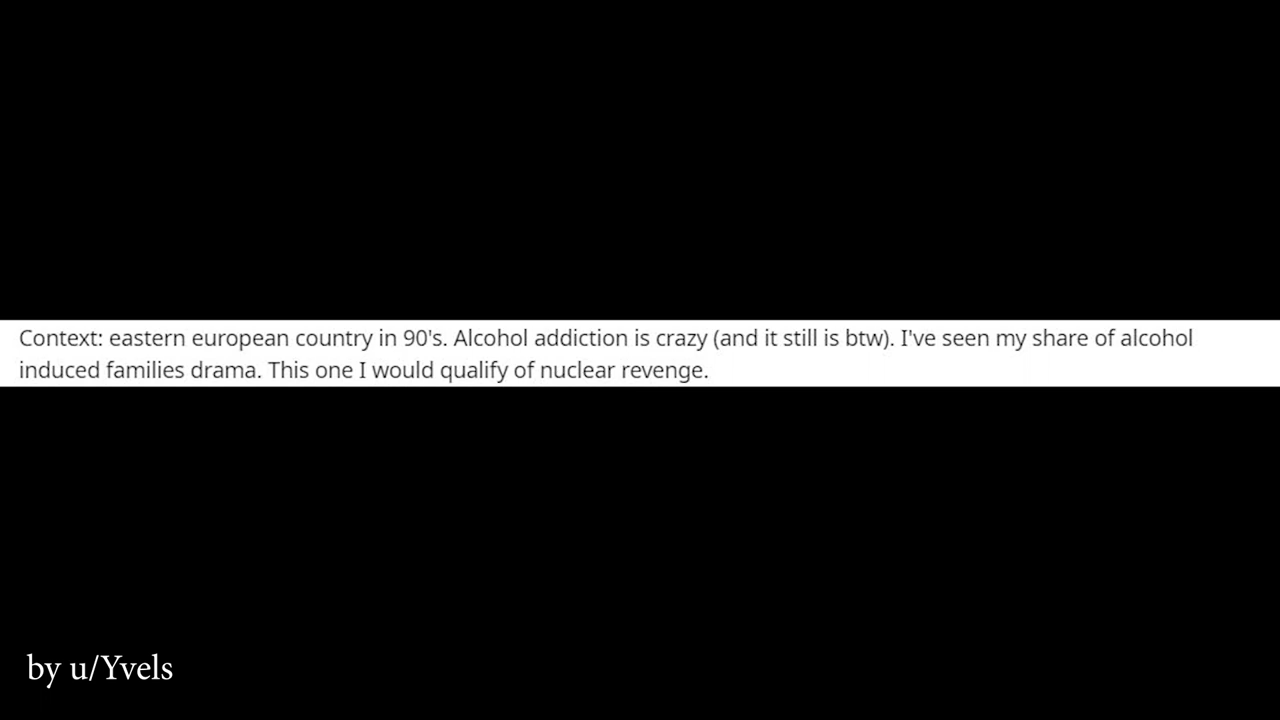 Context: eastern european country in 90's. Alcohol addiction is crazy (and it still is btw). I've seen my share of alcohol
induced families drama. This one I would qualify of nuclear revenge.
by u/Yvels